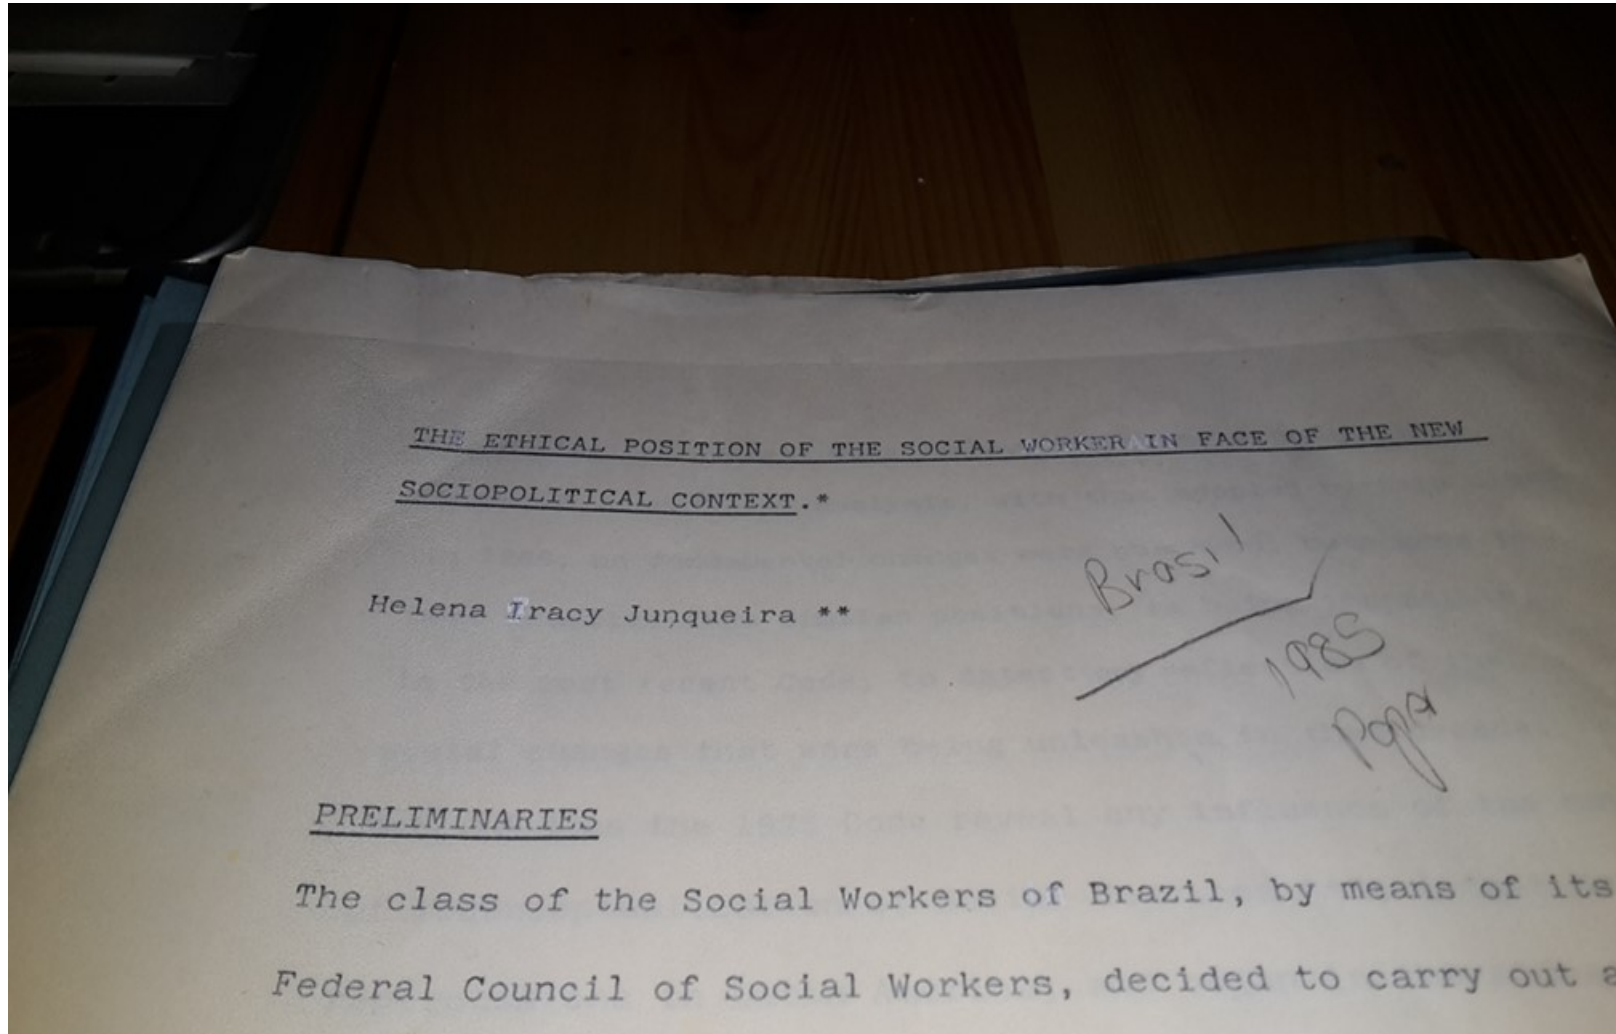 THE ETHICAL POSITION OF THE SOCIAL WORKER IN FACE OF THE NEW
SOCIOPOLITICAL CONTEXT.*
Helena Iracy Junqueira **
Brasil
1985
PRELIMINARIES
The class of the Social Workers of Brazil, by means of its
Federal Council of Social Workers, decided to carry out a